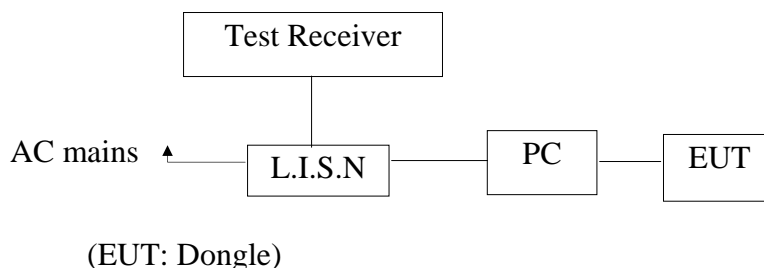 Test Receiver
AC mains
L.I.S.N
PC
EUT
(EUT: Dongle)